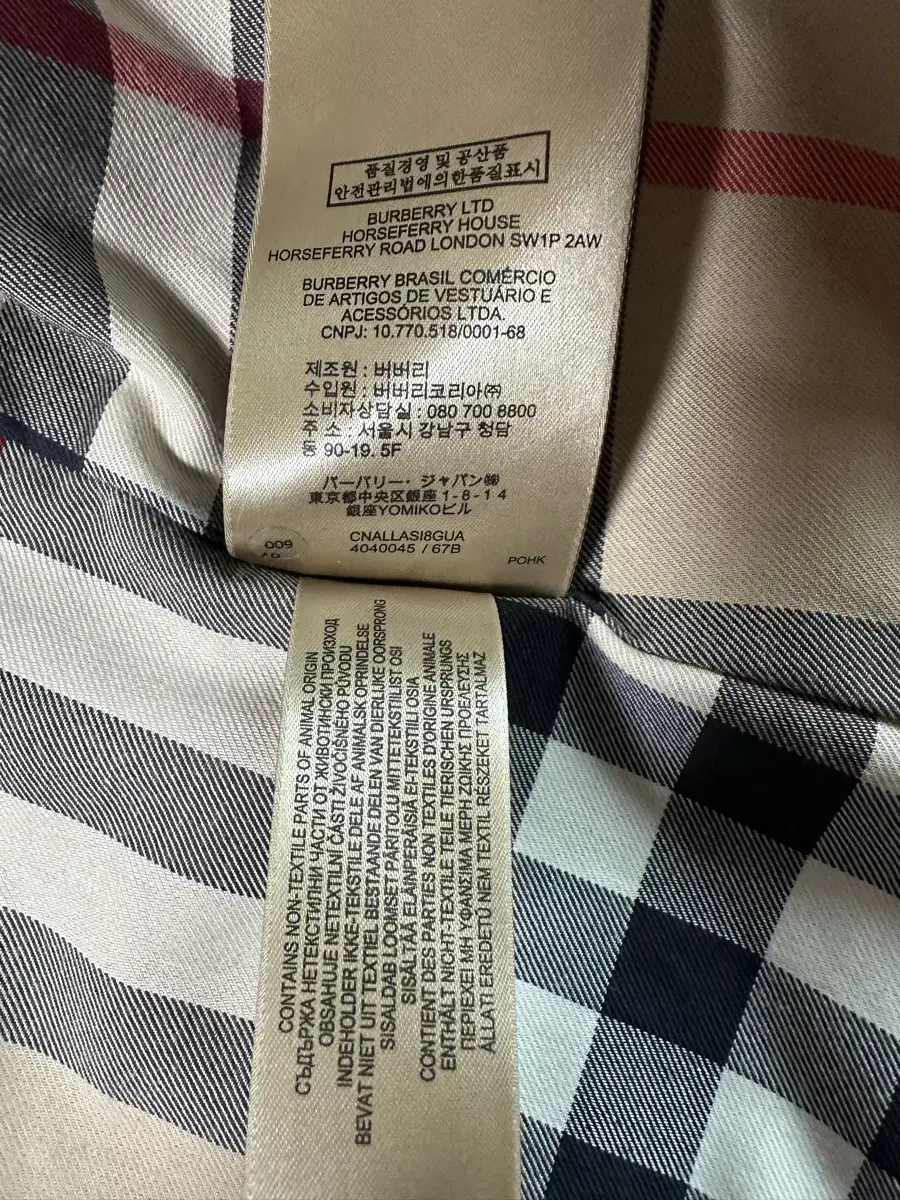 품질경영 및 공산품
안전관리법에의한품질표시
BURBERRY LTD
HORSEFERRY HOUSE
HORSEFERRY ROAD LONDON SW1P 2AW
BURBERRY BRASIL COMÉRCIO
DE ARTIGOS DE VESTUÁRIO E
ACESSÓRIOS LTDA.
CNPJ: 10.770.518/0001-68
제조원 : 버버리
수입원 : 버버리코리아㈜
소비자상담실 : 080 700 8800
주 소 : 서울시 강남구 청담
동 90-19. 5F
バーバリー・ジャパン㈱
東京都中央区銀座1-8-14
銀座YOMIKOビル
009
CNALLASI8GUA
4040045 / 67B
POHK
CONTAINS NON-TEXTILE PARTS OF ANIMAL ORIGIN
СЪДЪРЖА НЕТЕКСТИЛНИ ЧАСТИ ОТ ЖИВОТИНСКИ ПРОИЗХОД
OBSAHUJE NETEXTILNÍ ČÁSTI ŽIVOČIŠNÉHO PŮVODU
INDEHOLDER IKKE-TEKSTILE DELE AF ANIMALSK OPRINDELSE
BEVAT NIET UIT TEXTIEL BESTAANDE DELEN VAN DIERLIJKE OORSPRONG
SISALDAB LOOMSET PÄRITOLU MITTETEKSTIILIST OSI
SISÄLTÄÄ ELÄINPERÄISIÄ EI-TEKSTIILI OSIA
CONTIENT DES PARTIES NON TEXTILES D'ORIGINE ANIMALE
ENTHÄLT NICHT-TEXTILE TEILE TIERISCHEN URSPRUNGS
ΠΕΡΙΕΧΕΙ ΜΗ ΥΦΑΝΣΙΜΑ ΜΕΡΗ ΖΩΙΚΗΣ ΠΡΟΕΛΕΥΣΗΣ
ÁLLATI EREDETŰ NEM TEXTIL RÉSZEKET TARTALMAZ